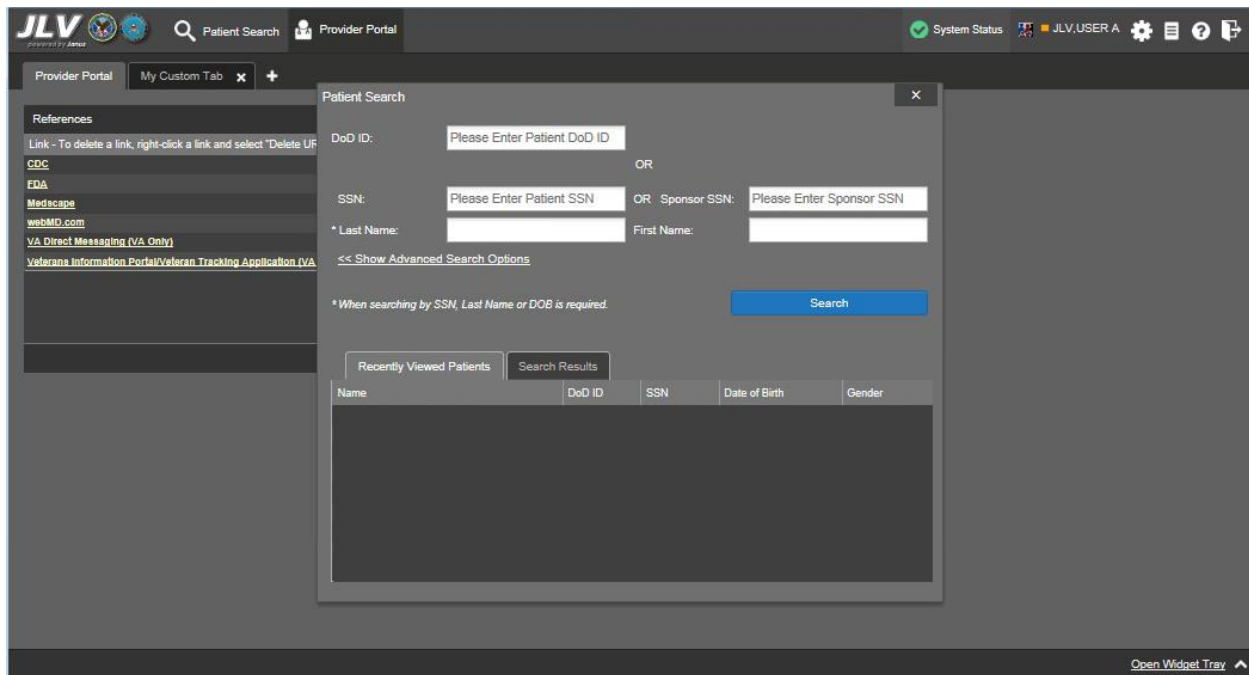 JLV
powered by Janus
Patient Search
Provider Portal
System Status
JLV,USER A
Provider Portal
My Custom Tab x +
Patient Search
References
Link - To delete a link, right-click a link and select "Delete UR
CDC
FDA
Medscape
webMD.com
VA Direct Messaging (VA Only)
Veterans Information Portal/Veteran Tracking Application (VA
DoD ID: Please Enter Patient DoD ID
OR
SSN: Please Enter Patient SSN OR Sponsor SSN: Please Enter Sponsor SSN
* Last Name: First Name:
<< Show Advanced Search Options
* When searching by SSN, Last Name or DOB is required.
Search
Recently Viewed Patients
Search Results
Name DoD ID SSN Date of Birth Gender
Open Widget Tray